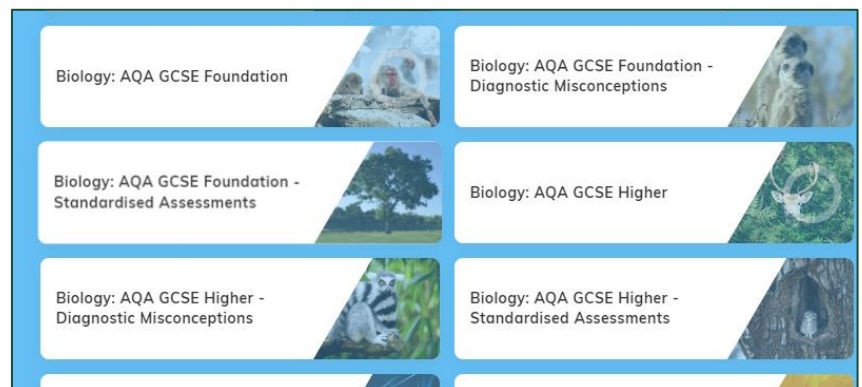 Biology: AQA GCSE Foundation
Biology: AQA GCSE Foundation -
Diagnostic Misconceptions
Biology: AQA GCSE Foundation -
Standardised Assessments
Biology: AQA GCSE Higher
Biology: AQA GCSE Higher -
Diagnostic Misconceptions
Biology: AQA GCSE Higher -
Standardised Assessments